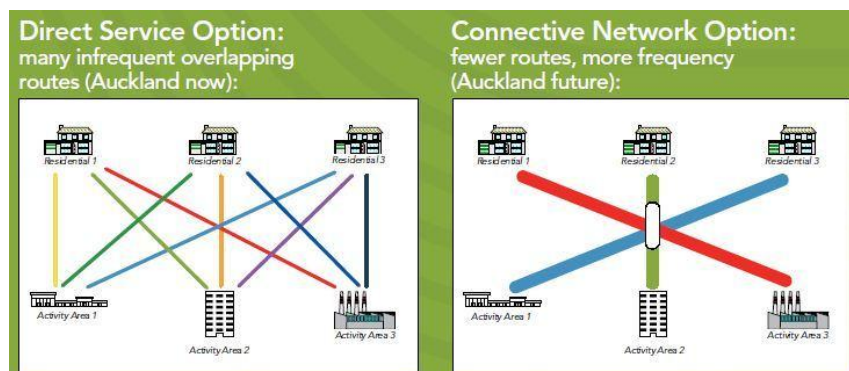 Direct Service Option:
many infrequent overlapping
routes (Auckland now):
Residential 1
Residential 2
Residential 3
Activity Area 1
Activity Area 2
Activity Area 3
Connective Network Option:
fewer routes, more frequency
(Auckland future):
Residential 1
Residential 2
Residential 3
Activity Area 1
Activity Area 2
Activity Area 3